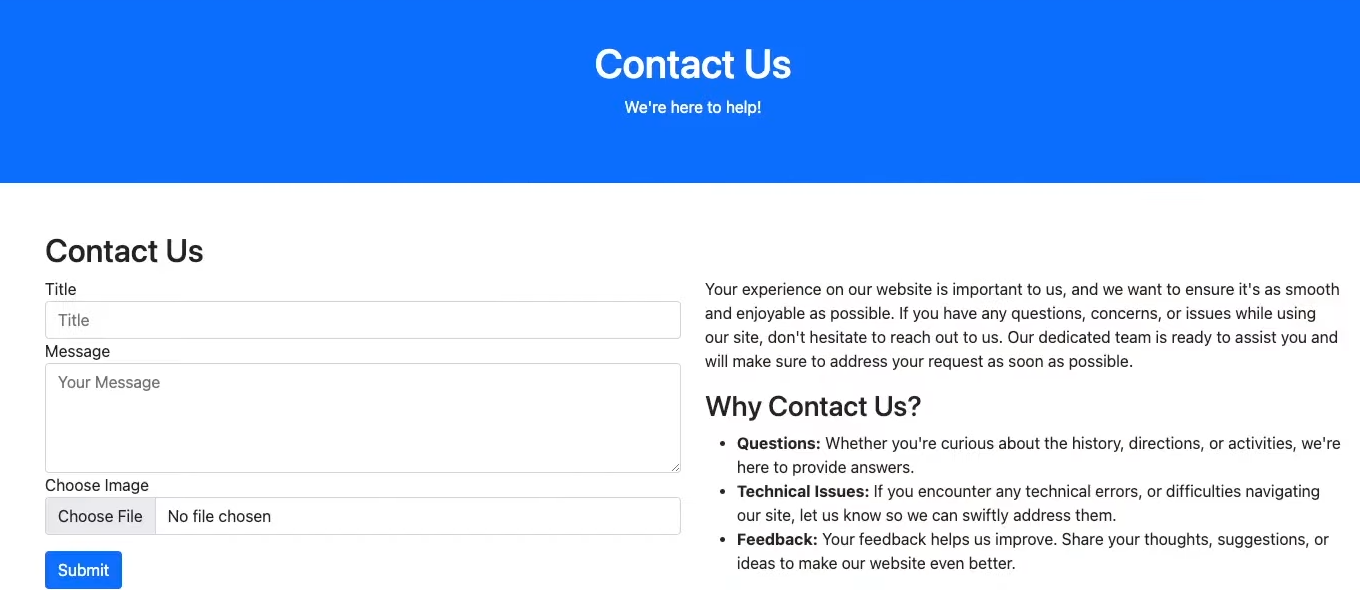 Contact Us
We're here to help!
Contact Us
Title
Title
Message
Your Message
Choose Image
Choose File No file chosen
Submit
Your experience on our website is important to us, and we want to ensure it's as smooth
and enjoyable as possible. If you have any questions, concerns, or issues while using
our site, don't hesitate to reach out to us. Our dedicated team is ready to assist you and
will make sure to address your request as soon as possible.
Why Contact Us?
• Questions: Whether you're curious about the history, directions, or activities, we're
here to provide answers.
• Technical Issues: If you encounter any technical errors, or difficulties navigating
our site, let us know so we can swiftly address them.
• Feedback: Your feedback helps us improve. Share your thoughts, suggestions, or
ideas to make our website even better.